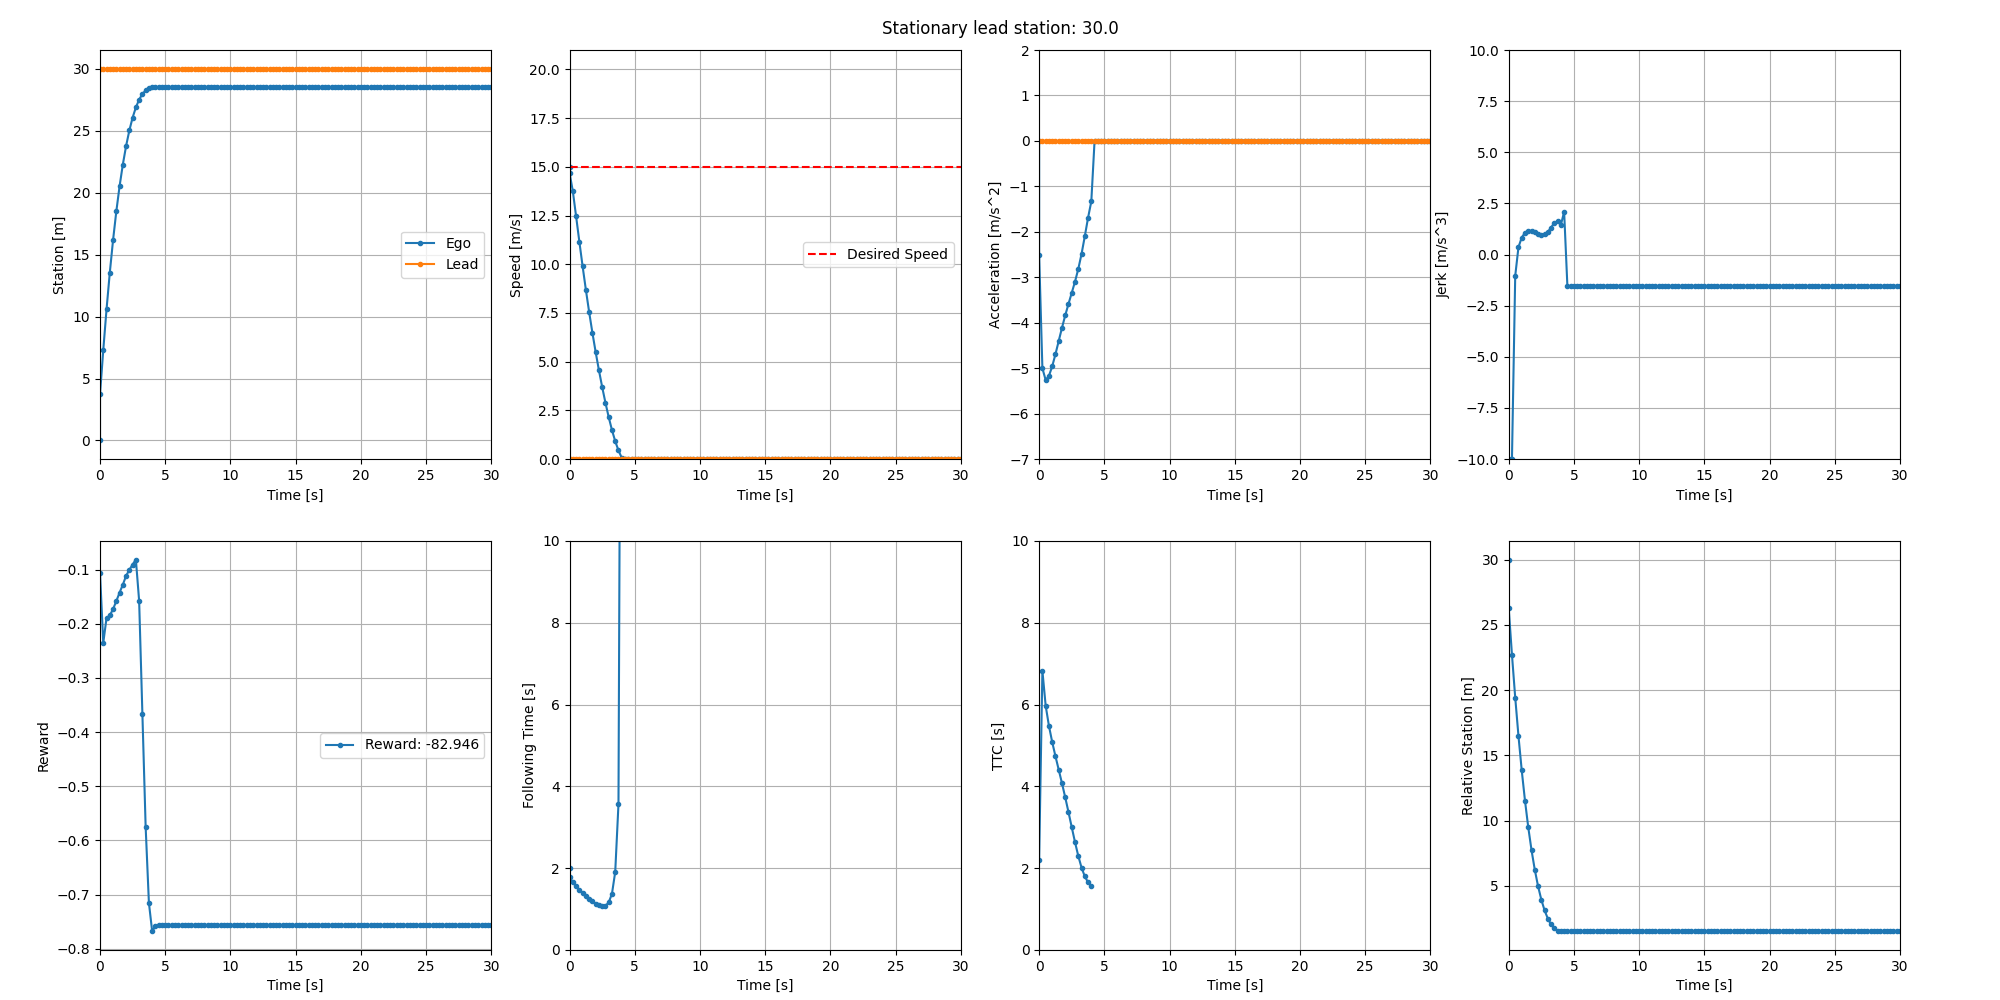 Stationary lead station: 30.0
Station [m]
30
25
20
15
10
5
0
Ego
Lead
0 5 10 15 20 25 30
Time [s]
Speed [m/s]
20.0
17.5
15.0
12.5
10.0
7.5
5.0
2.5
0.0
Desired Speed
0 5 10 15 20 25 30
Time [s]
Acceleration [m/s^2]
2
1
0
−1
−2
−3
−4
−5
−6
−7
0 5 10 15 20 25 30
Time [s]
Jerk [m/s^3]
10.0
7.5
5.0
2.5
0.0
−2.5
−5.0
−7.5
−10.0
0 5 10 15 20 25 30
Time [s]
Reward
−0.1
−0.2
−0.3
−0.4
−0.5
−0.6
−0.7
−0.8
Reward: -82.946
0 5 10 15 20 25 30
Time [s]
Following Time [s]
10
8
6
4
2
0
0 5 10 15 20 25 30
Time [s]
TTC [s]
10
8
6
4
2
0
0 5 10 15 20 25 30
Time [s]
Relative Station [m]
30
25
20
15
10
5
0 5 10 15 20 25 30
Time [s]